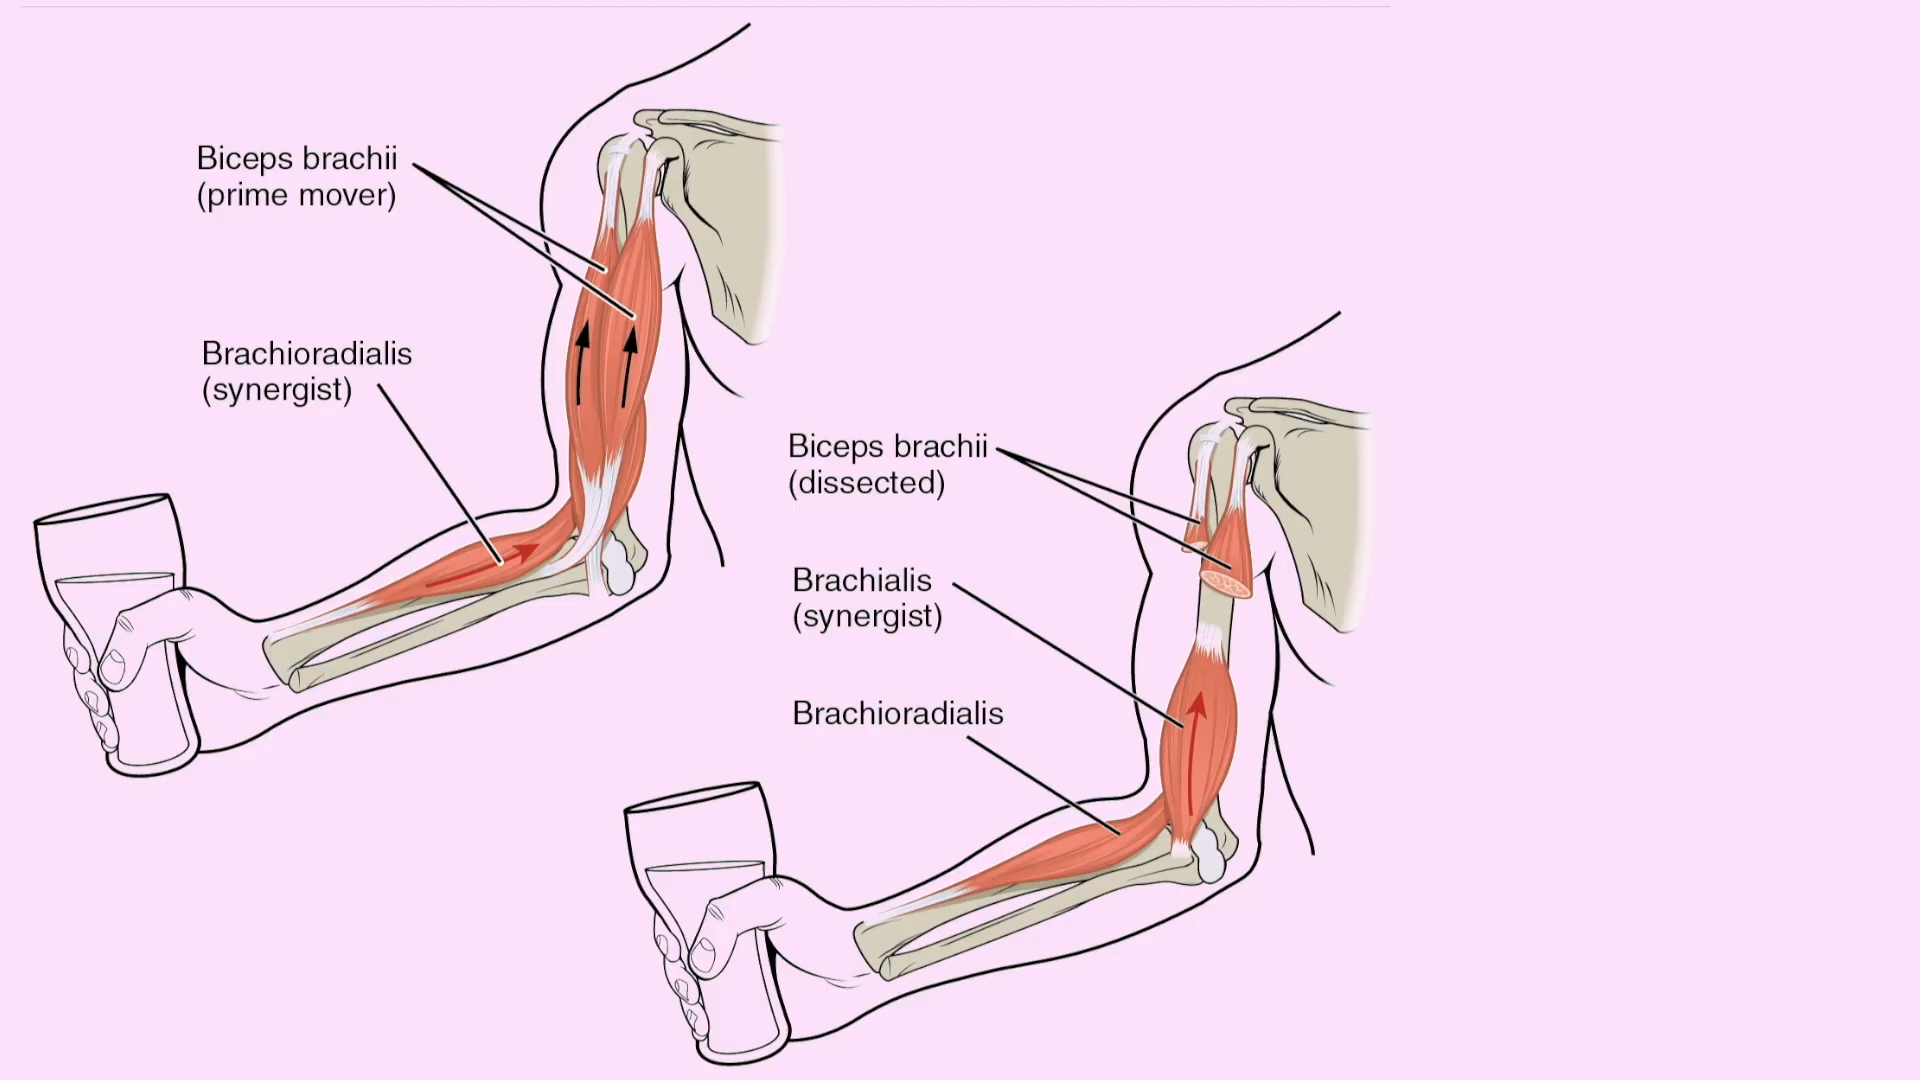 Biceps brachii
(prime mover)
Brachioradialis
(synergist)
Biceps brachii
(dissected)
Brachialis
(synergist)
Brachioradialis